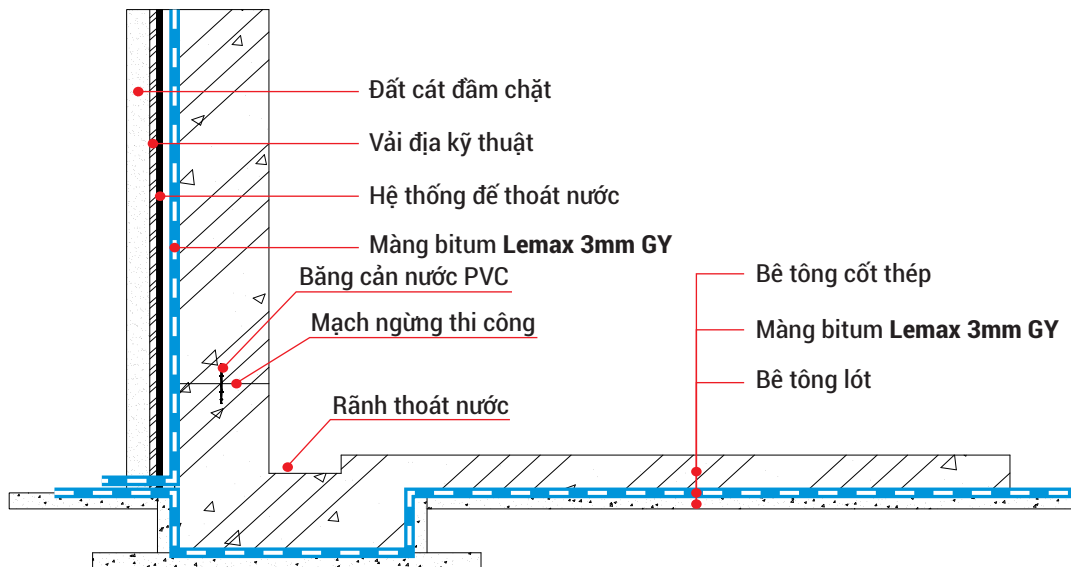 Đất cát đầm chặt
Vải địa kỹ thuật
Hệ thống đế thoát nước
Màng bitum Lemax 3mm GY
Băng cản nước PVC
Mạch ngừng thi công
Rãnh thoát nước
Bê tông cốt thép
Màng bitum Lemax 3mm GY
Bê tông lót